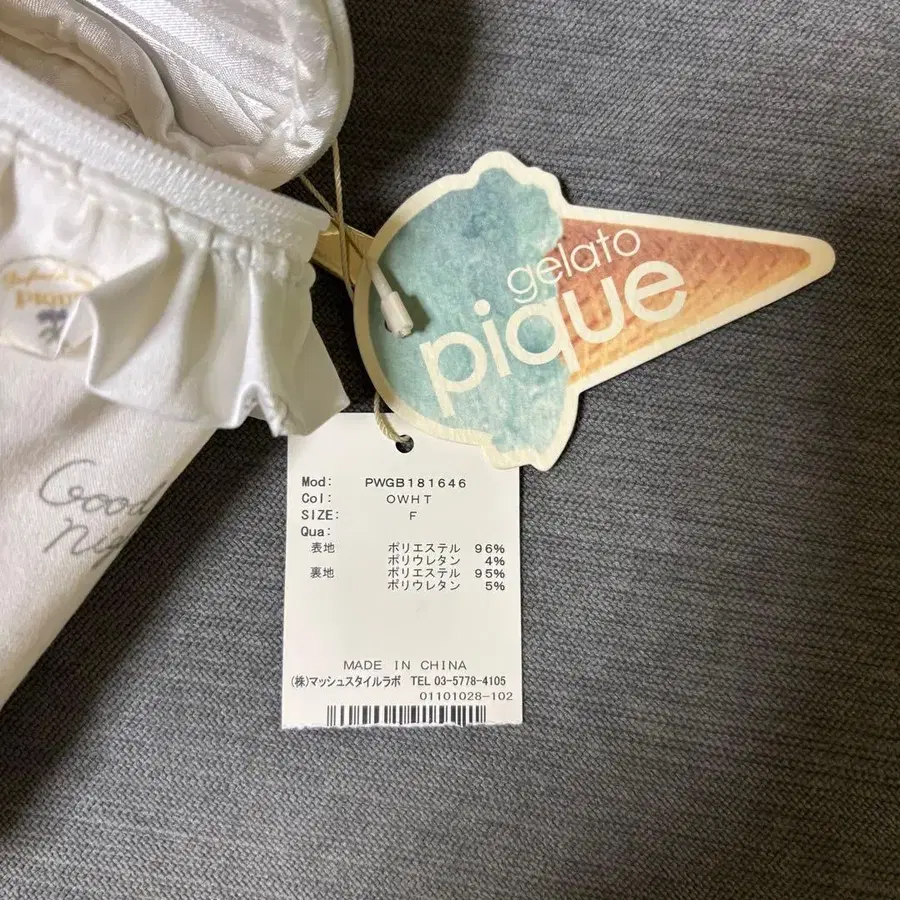 gelato
pique
PIQUE
Good
Mod: PWGB181646
Col: OWHT
SIZE: F
Qua:
表地 ポリエステル 96%
ポリウレタン 4%
裏地 ポリエステル 95%
ポリウレタン 5%
MADE IN CHINA
(株)マッシュスタイルラボ TEL 03-5778-4105
01101028-102